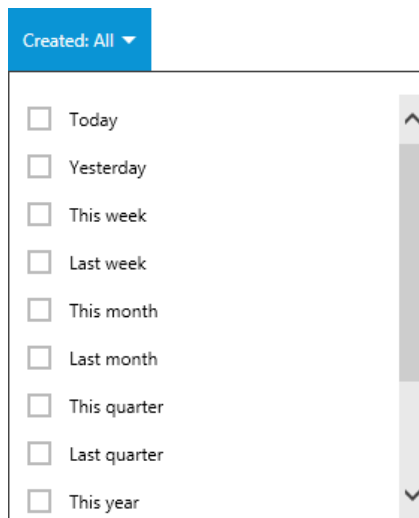 Created: All
Today
Yesterday
This week
Last week
This month
Last month
This quarter
Last quarter
This year